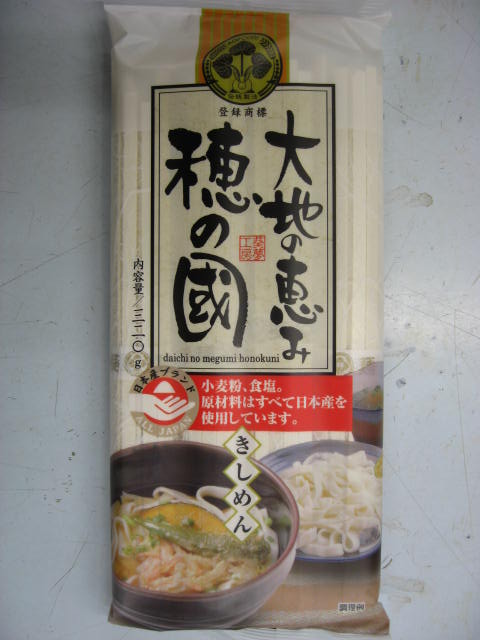 登録商標
大地の恵み
穂の國
葵夢
工房
daichi no megumi honokuni
内容量/三二〇g
日本産ブランド
ALL JAPAN
小麦粉、食塩。
原材料はすべて日本産を
使用しています。
きしめん
調理例